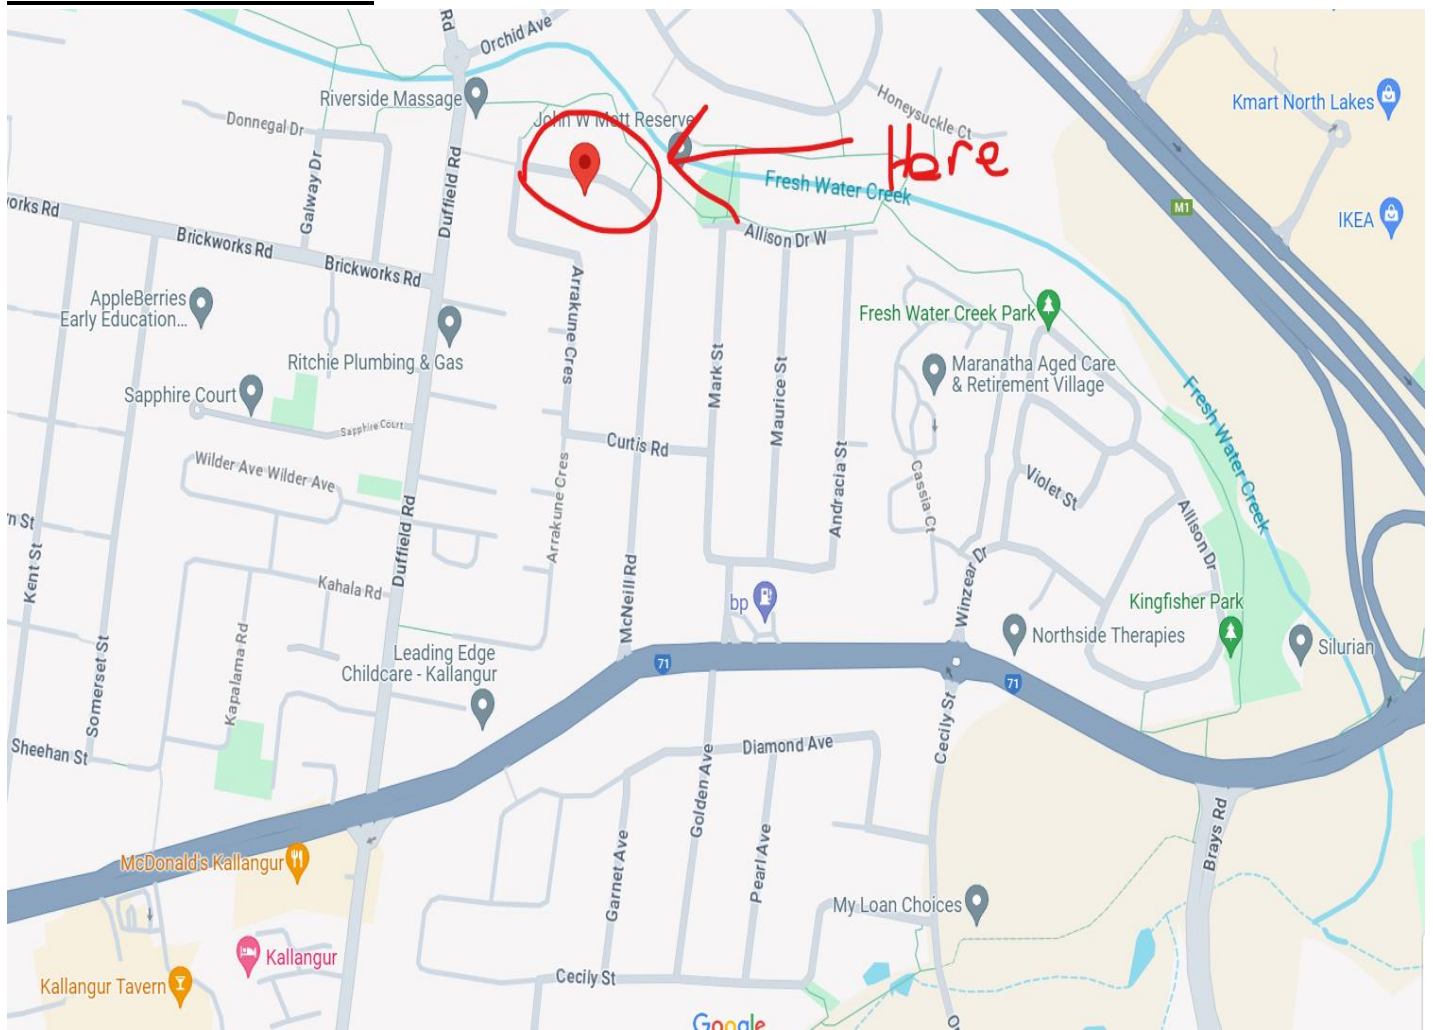 Rd
Orchid Ave
Riverside Massage
Donnegal Dr
John W Mott Reserve
Honeysuckle Ct
Kmart North Lakes
Here
Galway Dr
Duffield Rd
Fresh Water Creek
M1
IKEA
orks Rd
Brickworks Rd
Brickworks Rd
Allison Dr W
AppleBerries
Early Education...
Arrakune Cres
Fresh Water Creek Park
Ritchie Plumbing & Gas
Mark St
Maurice St
Maranatha Aged Care
& Retirement Village
Sapphire Court
Sapphire Court
Fresh Water Creek
Curtis Rd
Wilder Ave
Wilder Ave
Arrakune Cres
Andracia St
Cassia Ct
Violet St
Allison Dr
n St
Kent St
Duffield Rd
Kahala Rd
McNeill Rd
bp
Winzear Dr
Kingfisher Park
Northside Therapies
Silurian
Somerset St
Kapalama Rd
Leading Edge
Childcare - Kallangur
71
71
Sheehan St
Diamond Ave
Cecily St
Golden Ave
McDonald's Kallangur
Garnet Ave
Pearl Ave
Brays Rd
My Loan Choices
Kallangur
Kallangur Tavern
Cecily St
Google